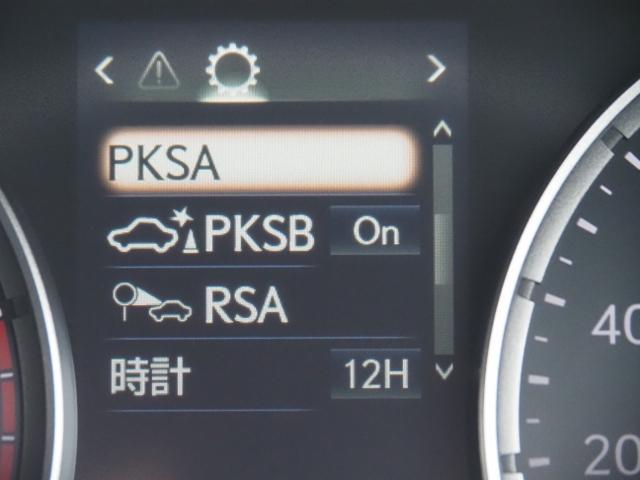 PKSA
PKSB On
RSA
時計 12H
40
20